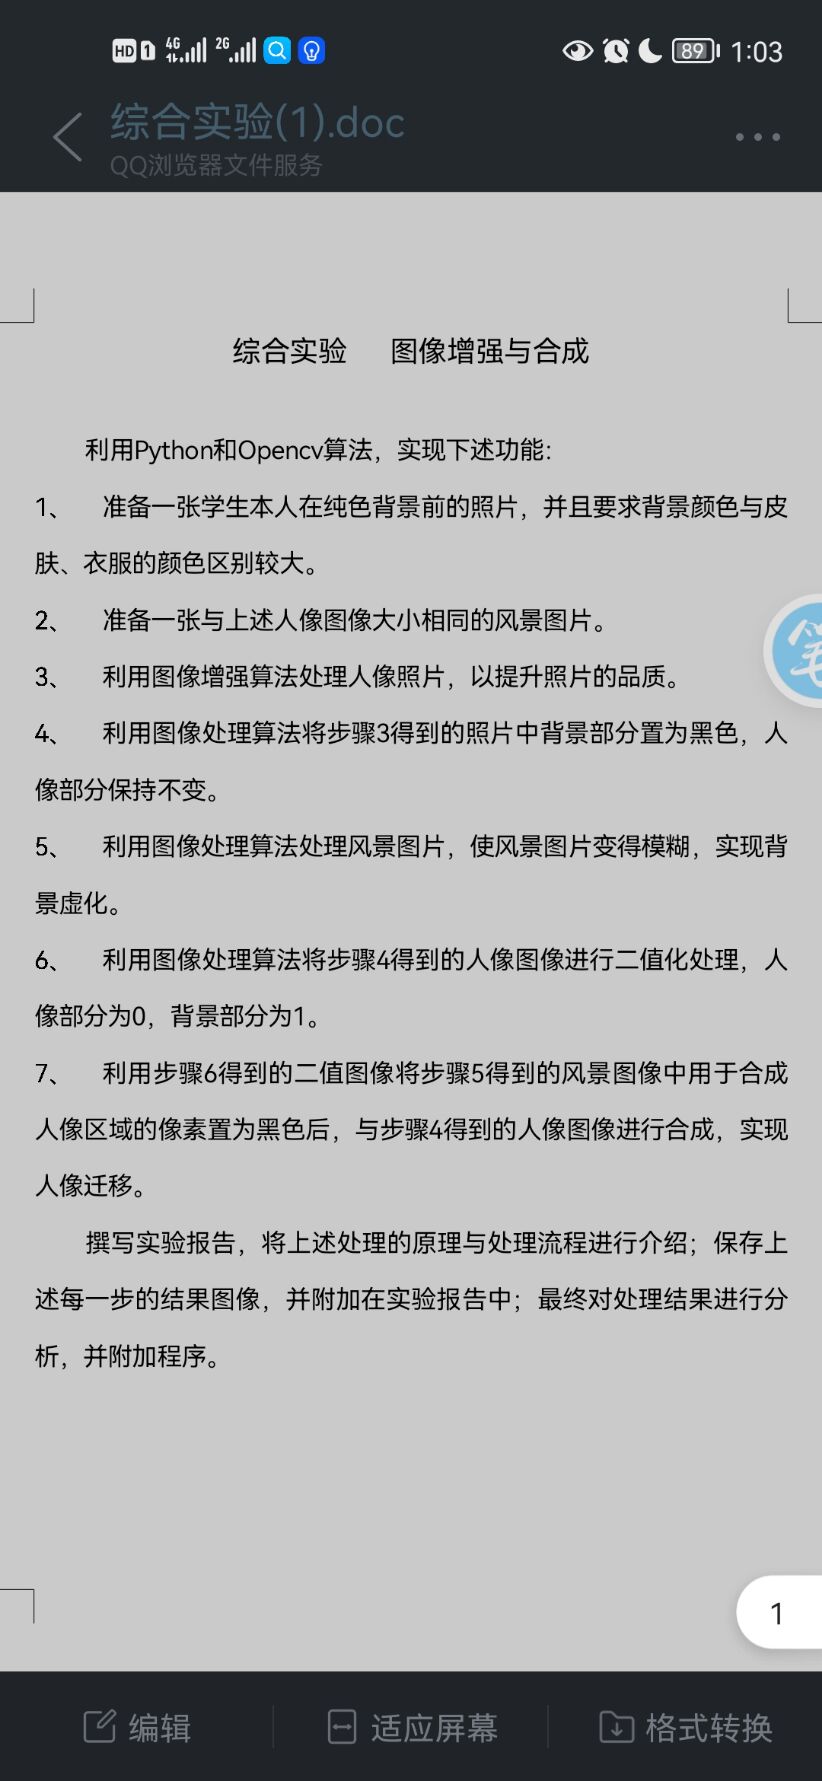 HD 1 4G 2G 89 1:03
综合实验(1).doc
QQ浏览器文件服务
综合实验 图像增强与合成
利用Python和Opencv算法，实现下述功能：
1、 准备一张学生本人在纯色背景前的照片，并且要求背景颜色与皮
肤、衣服的颜色区别较大。
2、 准备一张与上述人像图像大小相同的风景图片。
笔
3、 利用图像增强算法处理人像照片，以提升照片的品质。
4、 利用图像处理算法将步骤3得到的照片中背景部分置为黑色，人
像部分保持不变。
5、 利用图像处理算法处理风景图片，使风景图片变得模糊，实现背
景虚化。
6、 利用图像处理算法将步骤4得到的人像图像进行二值化处理，人
像部分为0，背景部分为1。
7、 利用步骤6得到的二值图像将步骤5得到的风景图像中用于合成
人像区域的像素置为黑色后，与步骤4得到的人像图像进行合成，实现
人像迁移。
撰写实验报告，将上述处理的原理与处理流程进行介绍；保存上
述每一步的结果图像，并附加在实验报告中；最终对处理结果进行分
析，并附加程序。
1
编辑 适应屏幕 格式转换